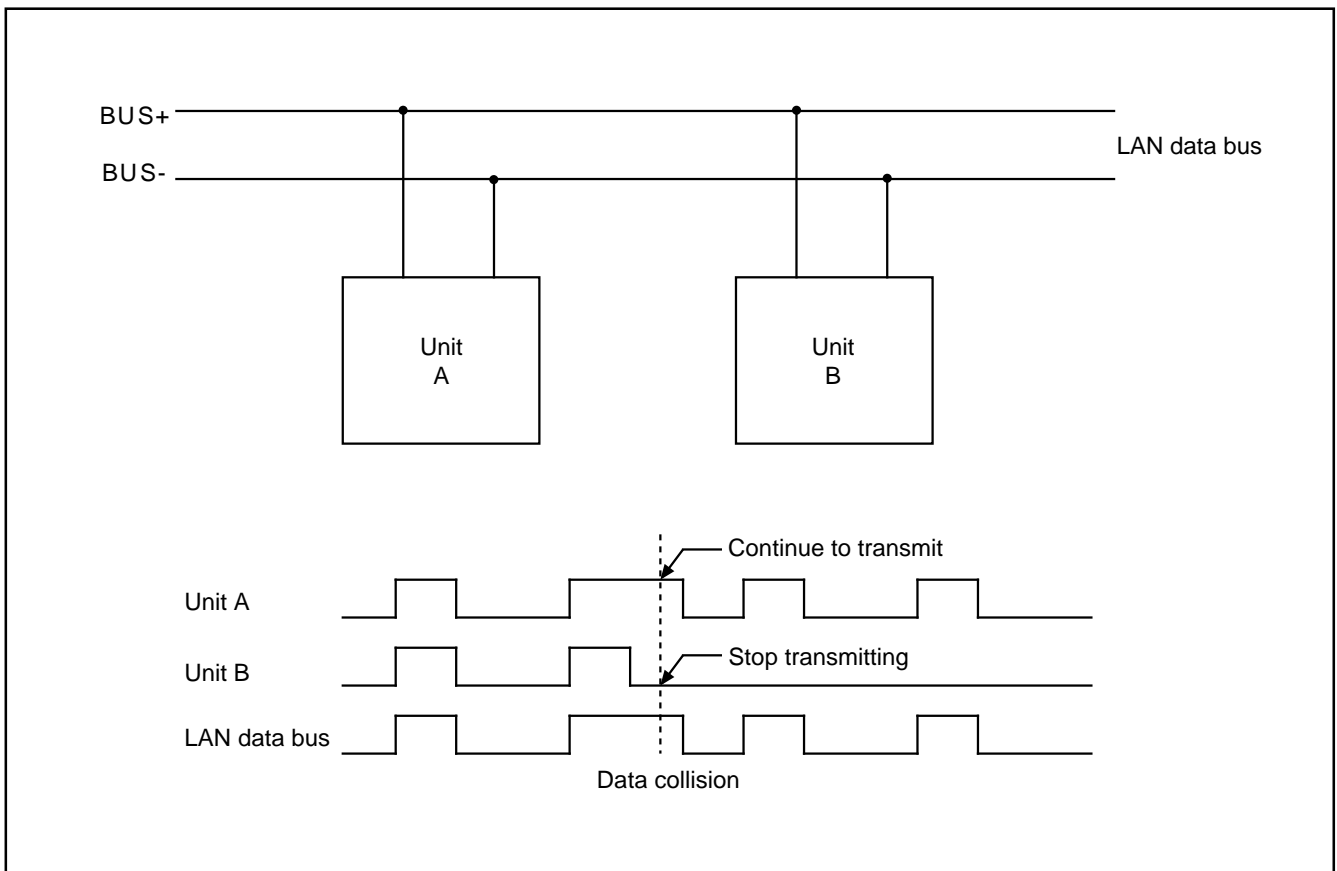 BUS+
LAN data bus
BUS-
Unit
A
Unit
B
Continue to transmit
Unit A
Stop transmitting
Unit B
LAN data bus
Data collision